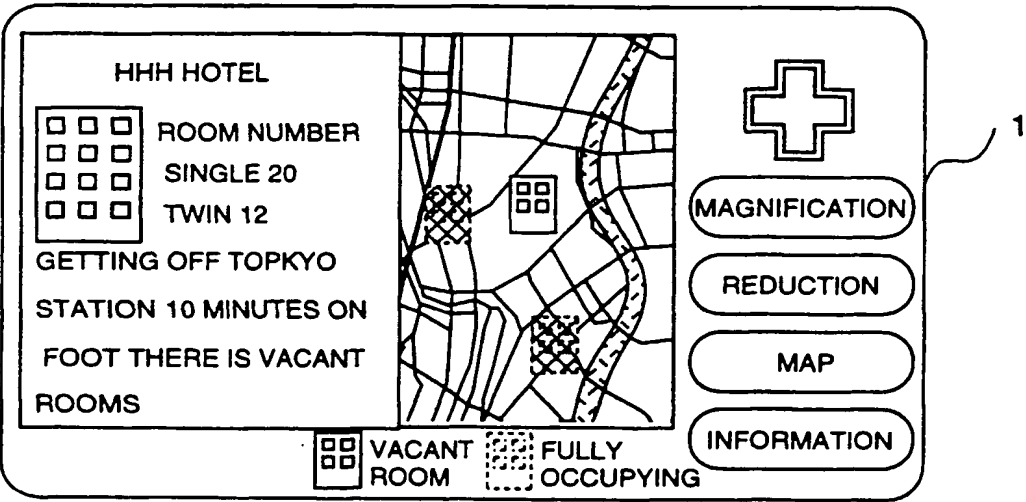 HHH HOTEL
ROOM NUMBER
SINGLE 20
TWIN 12
GETTING OFF TOPKYO
STATION 10 MINUTES ON
FOOT THERE IS VACANT
ROOMS
VACANT
ROOM
FULLY
OCCUPYING
MAGNIFICATION
REDUCTION
MAP
INFORMATION
1